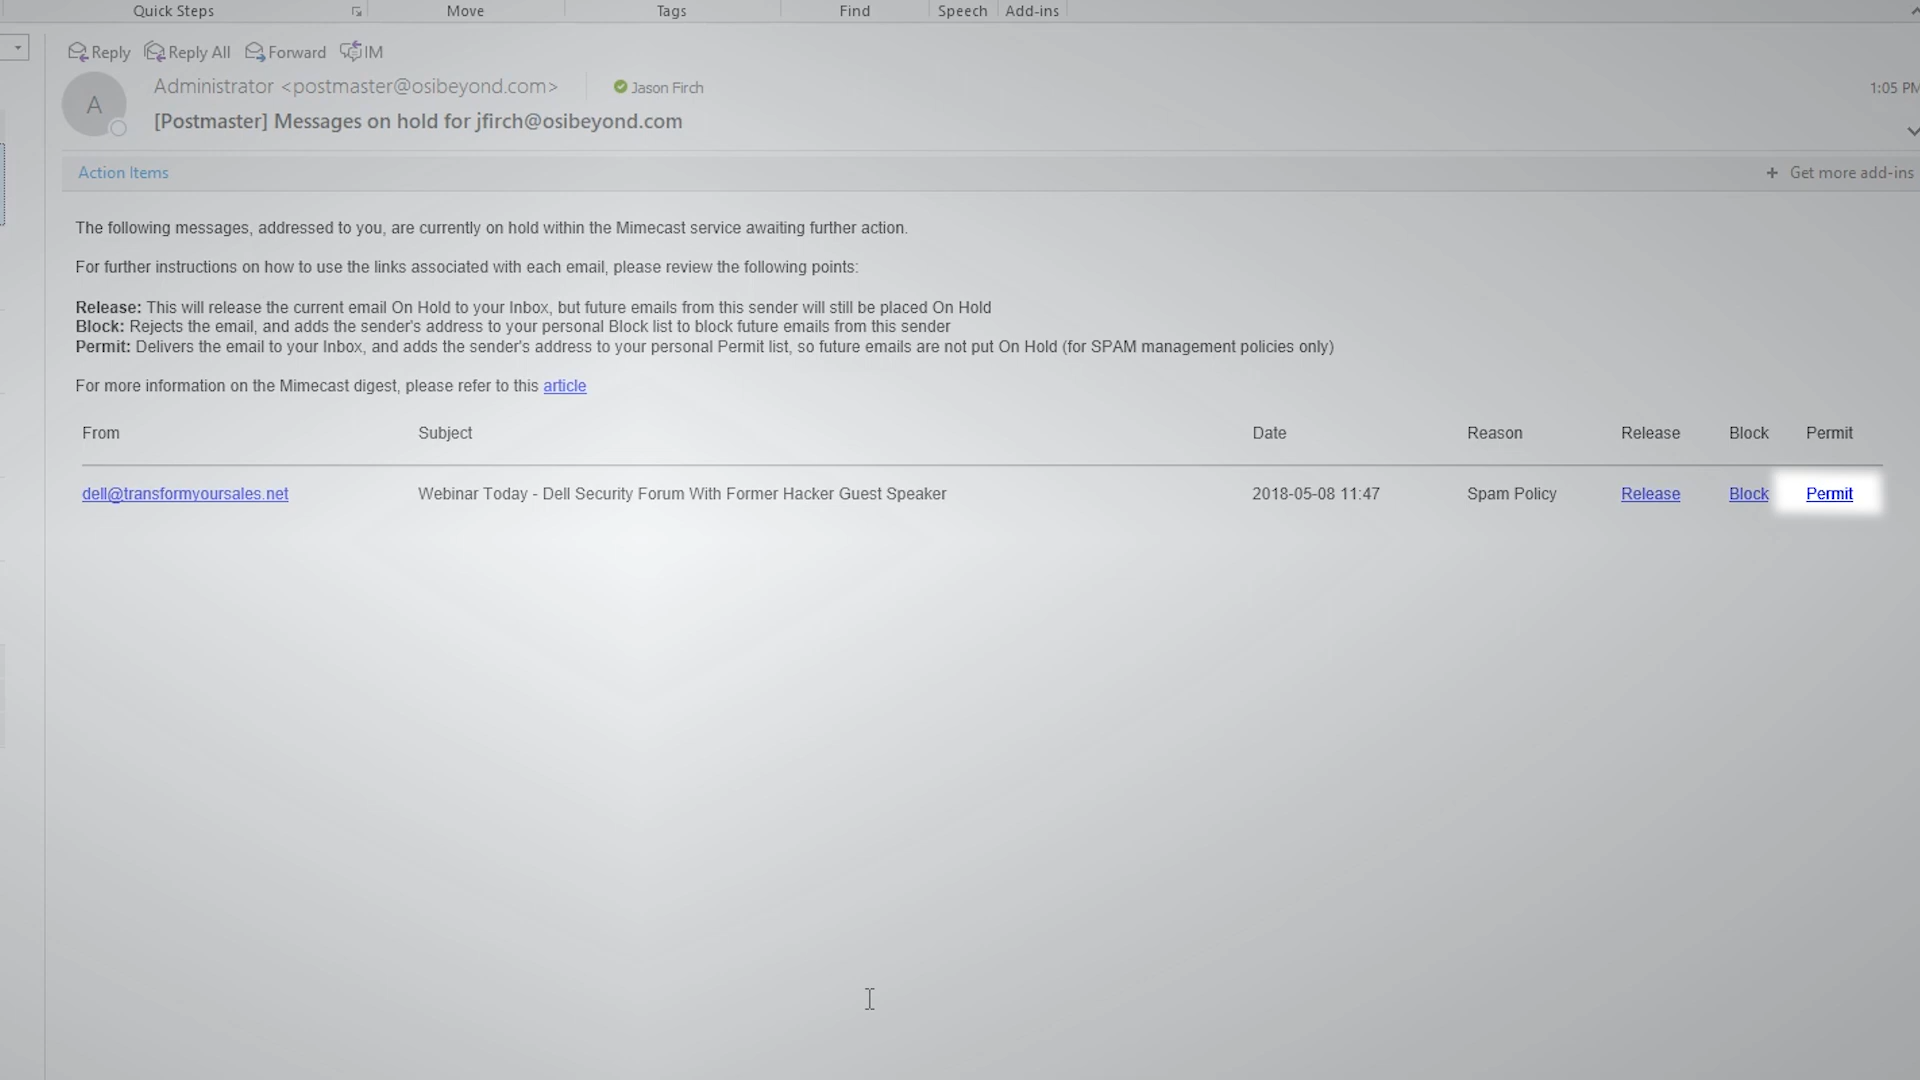 Quick Steps Move Tags Find Speech Add-ins
Reply Reply All Forward IM
A
Administrator <postmaster@osibeyond.com> Jason Firch 1:05 PM
[Postmaster] Messages on hold for jfirch@osibeyond.com
Action Items + Get more add-ins
The following messages, addressed to you, are currently on hold within the Mimecast service awaiting further action.
For further instructions on how to use the links associated with each email, please review the following points:
Release: This will release the current email On Hold to your Inbox, but future emails from this sender will still be placed On Hold
Block: Rejects the email, and adds the sender's address to your personal Block list to block future emails from this sender
Permit: Delivers the email to your Inbox, and adds the sender's address to your personal Permit list, so future emails are not put On Hold (for SPAM management policies only)
For more information on the Mimecast digest, please refer to this article
From Subject Date Reason Release Block Permit
dell@transformyoursales.net Webinar Today - Dell Security Forum With Former Hacker Guest Speaker 2018-05-08 11:47 Spam Policy Release Block Permit